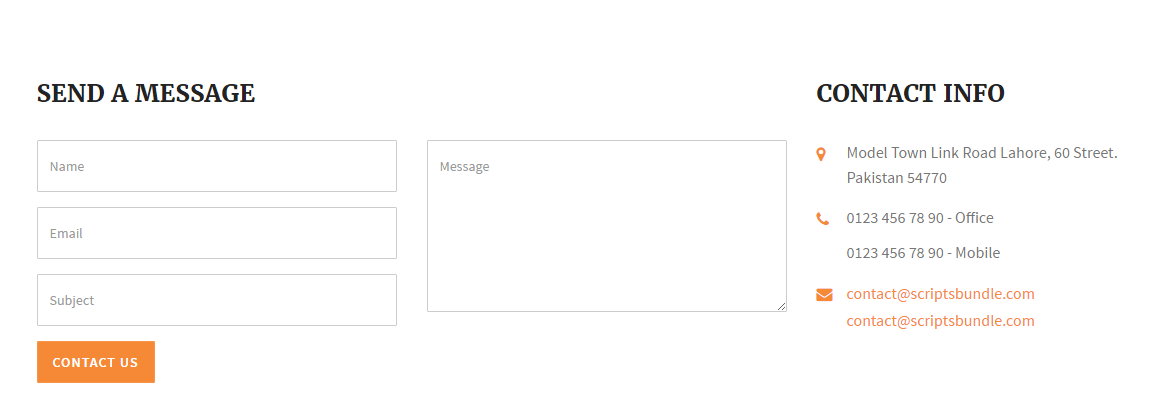 SEND A MESSAGE
Name
Email
Subject
CONTACT US
Message
CONTACT INFO
Model Town Link Road Lahore, 60 Street.
Pakistan 54770
0123 456 78 90 - Office
0123 456 78 90 - Mobile
contact@scriptsbundle.com
contact@scriptsbundle.com